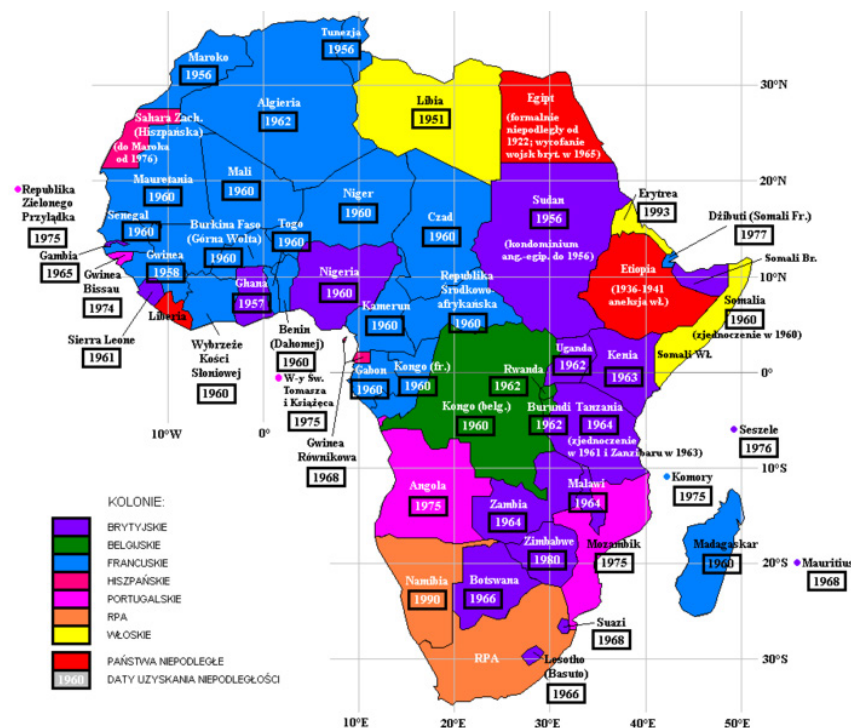 Tunezja
1956
Maroko
1956
30°N
Algieria
1962
Libia
1951
Egipt
(formalnie
niepodległy od
1922; wycofanie
wojsk bryt. w 1965)
Sahara Zach.
(Hiszpańska)
(do Maroka
od 1976)
Mauretania
1960
Mali
1960
Niger
1960
Czad
1960
Sudan
1956
(kondominium
ang.-egip. do 1956)
20°N
Erytrea
1993
Republika
Zielonego
Przylądka
1975
Senegal
1960
Burkina Faso
(Górna Wolta)
1960
Togo
1960
Dżibuti (Somali Fr.)
1977
Gambia
1965
Gwinea
1958
Gwinea
Bissau
1974
Ghana
1957
Nigeria
1960
Republika
Środkowo-
afrykańska
1960
Etiopia
(1936-1941
aneksja wł.)
Somali Br.
10°N
Somalia
1960
(zjednoczenie w 1960)
Liberia
Sierra Leone
1961
Kamerun
1960
Wybrzeże
Kości
Słoniowej
1960
Benin
(Dahomej)
1960
Uganda
1962
Kenia
1963
Somali Wł.
Gabon
1960
Kongo (fr.)
1960
Rwanda
1962
0°
W-y Św.
Tomasza
i Książęca
1975
Kongo (belg.)
1960
Burundi
1962
Tanzania
1964
(zjednoczenie
w 1961 i Zanzibaru w 1963)
Seszele
1976
10°W
0°
Gwinea
Równikowa
1968
10°S
Angola
1975
Zambia
1964
Malawi
1964
Komory
1975
Zimbabwe
1980
Mozambik
1975
Madagaskar
1960
20°S
Mauritius
1968
Namibia
1990
Botswana
1966
Suazi
1968
RPA
Lesotho
(Basuto)
1966
30°S
10°E
20°E
30°E
40°E
50°E
KOLONIE:
BRYTYJSKIE
BELGIJSKIE
FRANCUSKIE
HISZPAŃSKIE
PORTUGALSKIE
RPA
WŁOSKIE
PAŃSTWA NIEPODLEGŁE
1960 DATY UZYSKANIA NIEPODLEGŁOŚCI